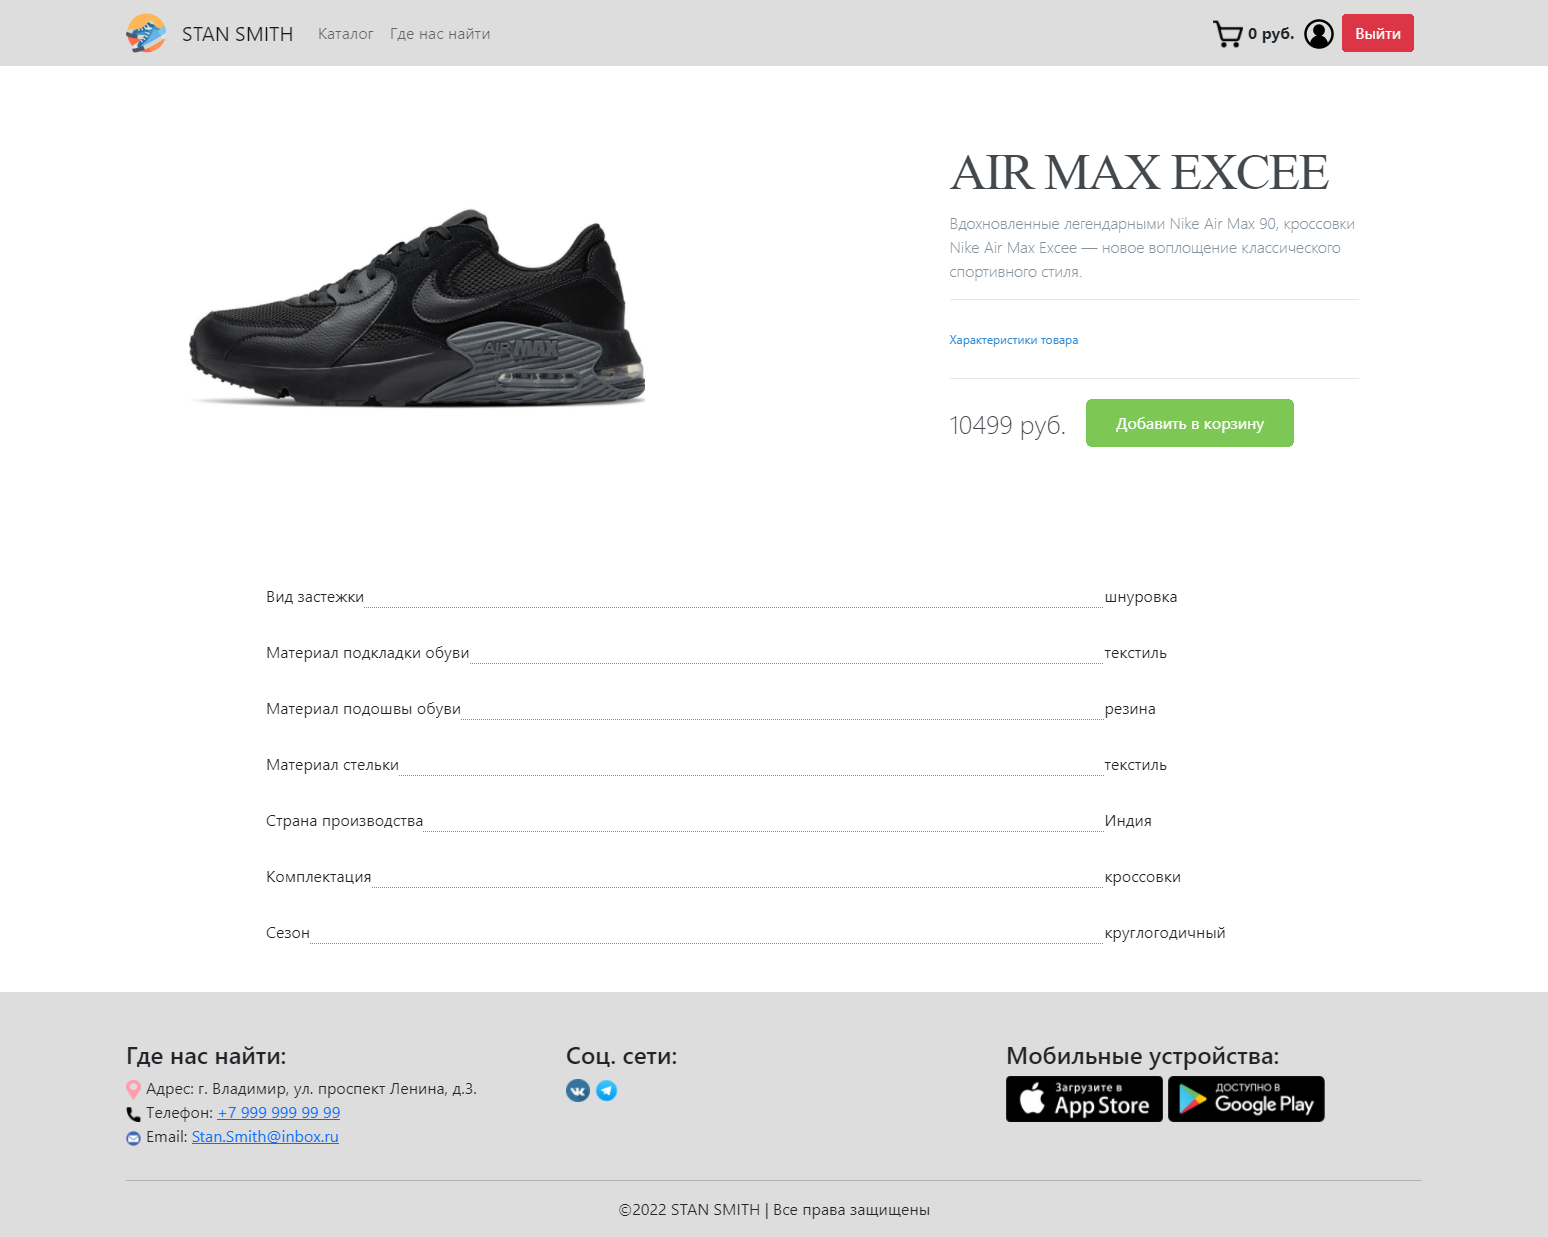 STAN SMITH Каталог Где нас найти 0 руб. Выйти
AIR MAX EXCEE
Вдохновленные легендарными Nike Air Max 90, кроссовки
Nike Air Max Excee — новое воплощение классического
спортивного стиля.
AIR MAX
Характеристики товара
10499 руб. Добавить в корзину
Вид застежки шнуровка
Материал подкладки обуви текстиль
Материал подошвы обуви резина
Материал стельки текстиль
Страна производства Индия
Комплектация кроссовки
Сезон круглогодичный
Где нас найти:
Адрес: г. Владимир, ул. проспект Ленина, д.3.
Телефон: +7 999 999 99 99
Email: Stan.Smith@inbox.ru
Соц. сети:
Мобильные устройства:
Загрузите в
App Store
ДОСТУПНО В
Google Play
©2022 STAN SMITH | Все права защищены